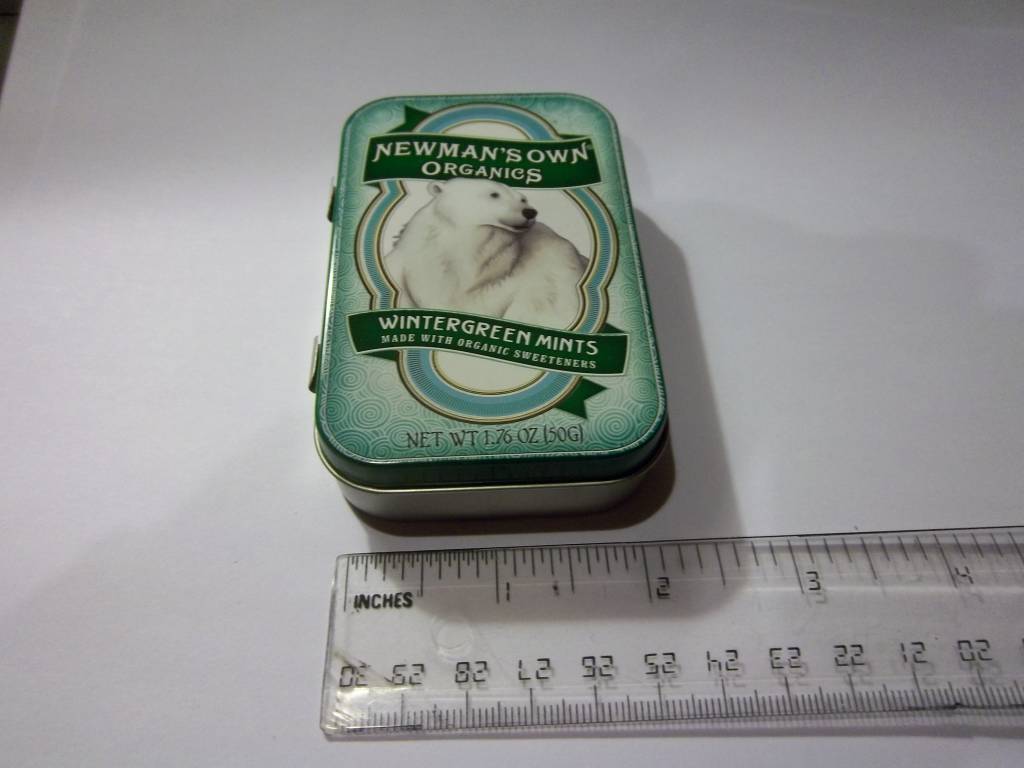 NEWMAN'S OWN®
ORGANICS
WINTERGREEN MINTS
MADE WITH ORGANIC SWEETENERS
NET WT 1.76 OZ (50G)
1 2 3 4
INCHES
30 29 28 27 26 25 24 23 22 21 20